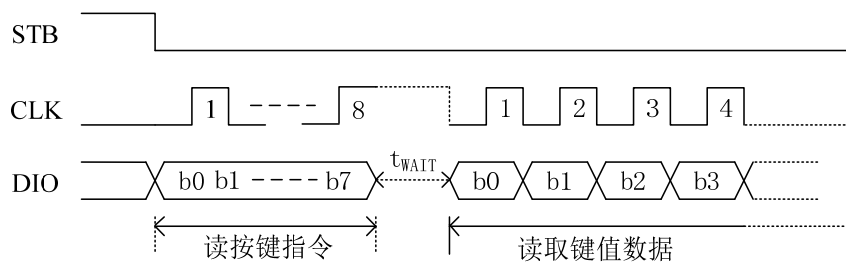 STB
CLK 1 8 1 2 3 4
tWAIT
DIO b0 b1 b7 b0 b1 b2 b3
读按键指令 读取键值数据